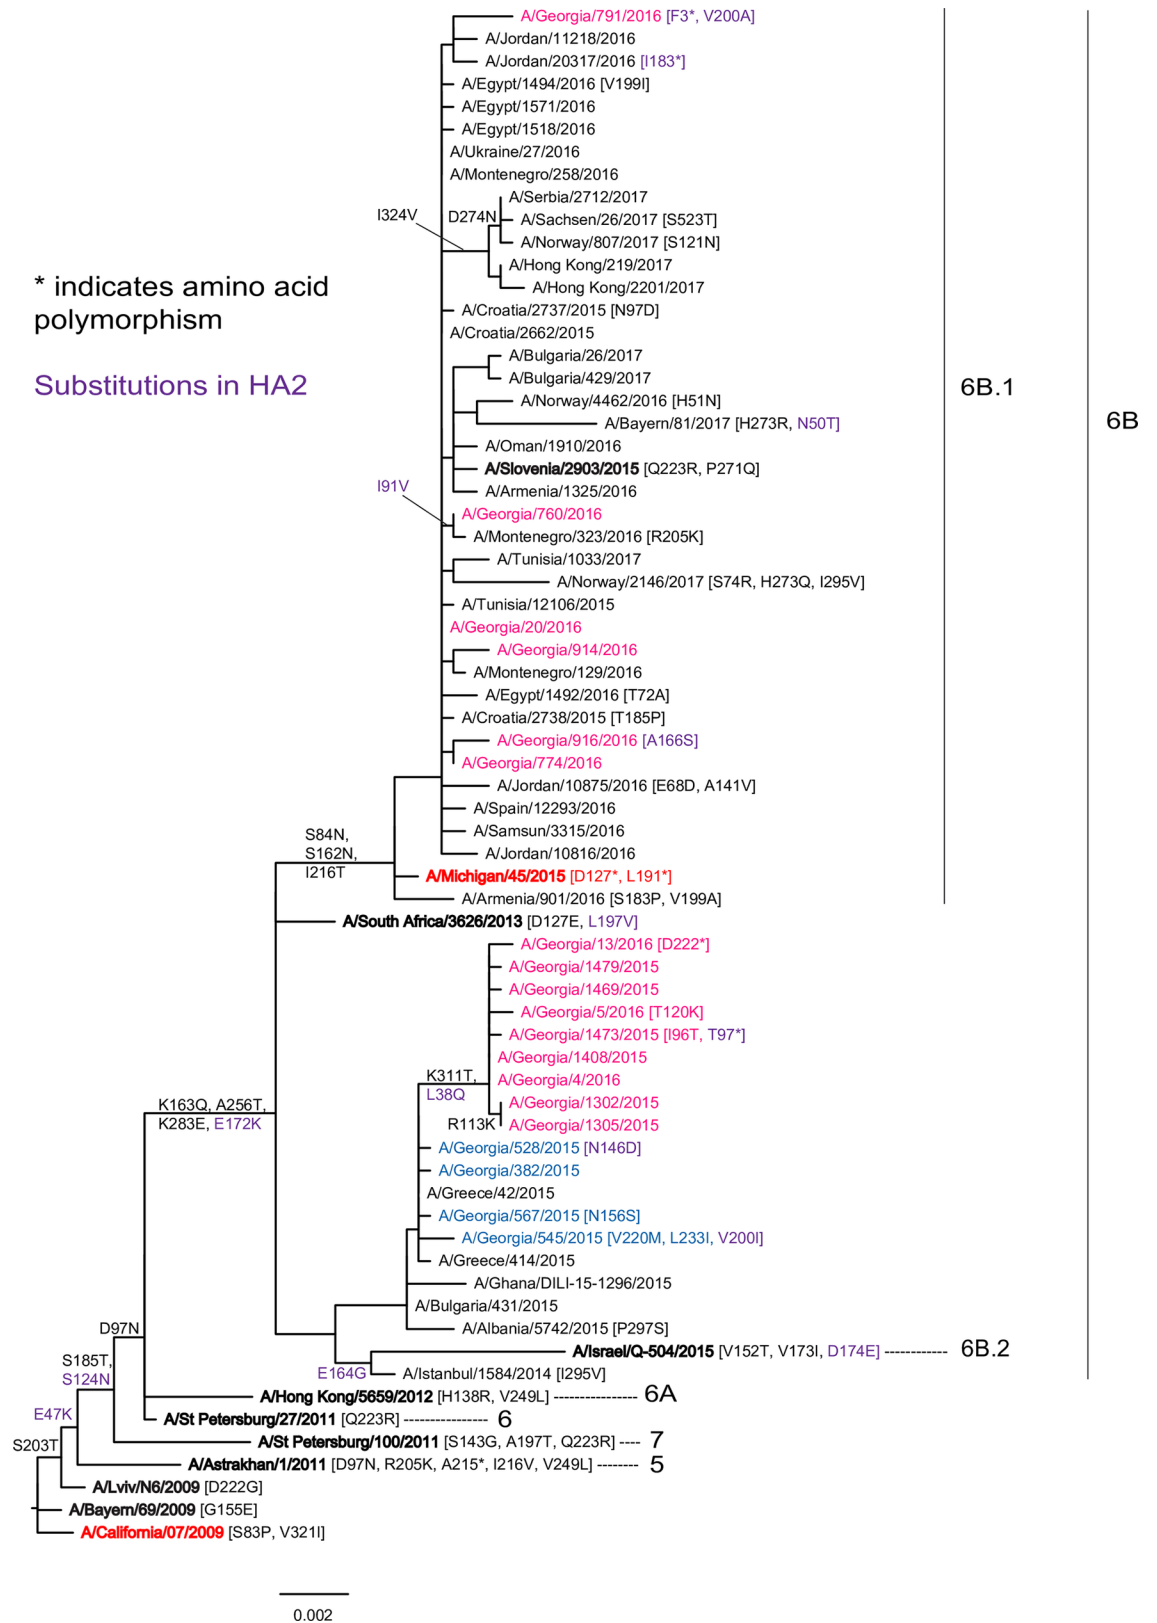 A/Georgia/791/2016 [F3*, V200A]
A/Jordan/11218/2016
A/Jordan/20317/2016 [I183*]
A/Egypt/1494/2016 [V199I]
A/Egypt/1571/2016
A/Egypt/1518/2016
A/Ukraine/27/2016
A/Montenegro/258/2016
A/Serbia/2712/2017
I324V
D274N
A/Sachsen/26/2017 [S523T]
A/Norway/807/2017 [S121N]
A/Hong Kong/219/2017
* indicates amino acid
polymorphism
A/Hong Kong/2201/2017
A/Croatia/2737/2015 [N97D]
A/Croatia/2662/2015
A/Bulgaria/26/2017
Substitutions in HA2
A/Bulgaria/429/2017
6B.1
A/Norway/4462/2016 [H51N]
6B
A/Bayern/81/2017 [H273R, N50T]
A/Oman/1910/2016
A/Slovenia/2903/2015 [Q223R, P271Q]
I91V
A/Armenia/1325/2016
A/Georgia/760/2016
A/Montenegro/323/2016 [R205K]
A/Tunisia/1033/2017
A/Norway/2146/2017 [S74R, H273Q, I295V]
A/Tunisia/12106/2015
A/Georgia/20/2016
A/Georgia/914/2016
A/Montenegro/129/2016
A/Egypt/1492/2016 [T72A]
A/Croatia/2738/2015 [T185P]
A/Georgia/916/2016 [A166S]
A/Georgia/774/2016
A/Jordan/10875/2016 [E68D, A141V]
A/Spain/12293/2016
A/Samsun/3315/2016
A/Jordan/10816/2016
S84N,
S162N,
I216T
A/Michigan/45/2015 [D127*, L191*]
A/Armenia/901/2016 [S183P, V199A]
A/South Africa/3626/2013 [D127E, L197V]
A/Georgia/13/2016 [D222*]
A/Georgia/1479/2015
A/Georgia/1469/2015
A/Georgia/5/2016 [T120K]
A/Georgia/1473/2015 [I96T, T97*]
A/Georgia/1408/2015
K311T,
L38Q
A/Georgia/4/2016
A/Georgia/1302/2015
K163Q, A256T,
K283E, E172K
R113K
A/Georgia/1305/2015
A/Georgia/528/2015 [N146D]
A/Georgia/382/2015
A/Greece/42/2015
A/Georgia/567/2015 [N156S]
A/Georgia/545/2015 [V220M, L233I, V200I]
A/Greece/414/2015
A/Ghana/DILI-15-1296/2015
A/Bulgaria/431/2015
D97N
A/Albania/5742/2015 [P297S]
A/Israel/Q-504/2015 [V152T, V173I, D174E] ------------ 6B.2
S185T,
S124N
E164G
A/Istanbul/1584/2014 [I295V]
A/Hong Kong/5659/2012 [H138R, V249L] ---------------- 6A
E47K
A/St Petersburg/27/2011 [Q223R] ---------------- 6
A/St Petersburg/100/2011 [S143G, A197T, Q223R] ---- 7
S203T
A/Astrakhan/1/2011 [D97N, R205K, A215*, I216V, V249L] -------- 5
A/Lviv/N6/2009 [D222G]
A/Bayern/69/2009 [G155E]
A/California/07/2009 [S83P, V321I]
0.002